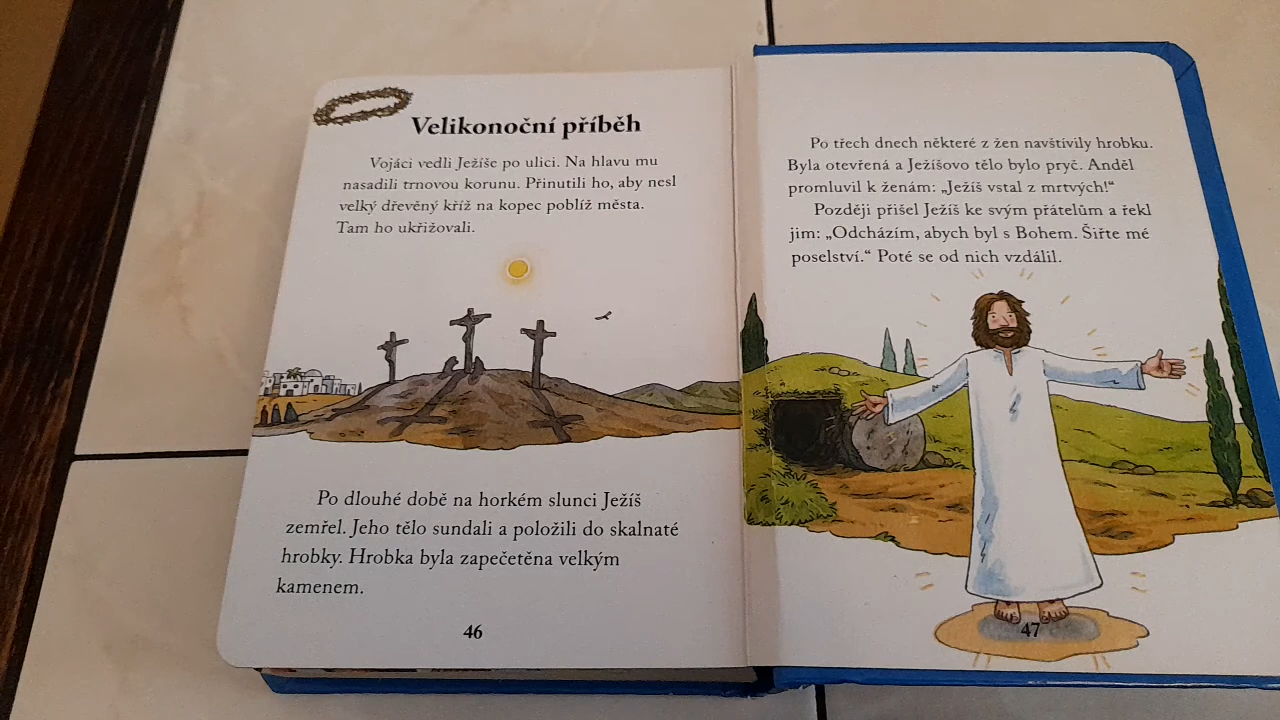 Velikonoční příběh
Vojáci vedli Ježíše po ulici. Na hlavu mu
nasadili trnovou korunu. Přinutili ho, aby nesl
velký dřevěný kříž na kopec poblíž města.
Tam ho ukřižovali.
Po dlouhé době na horkém slunci Ježíš
zemřel. Jeho tělo sundali a položili do skalnaté
hrobky. Hrobka byla zapečetěna velkým
kamenem.
46
Po třech dnech některé z žen navštívily hrobku.
Byla otevřená a Ježíšovo tělo bylo pryč. Anděl
promluvil k ženám: „Ježíš vstal z mrtvých!“
Později přišel Ježíš ke svým přátelům a řekl
jim: „Odcházím, abych byl s Bohem. Šiřte mé
poselství.“ Poté se od nich vzdálil.
47